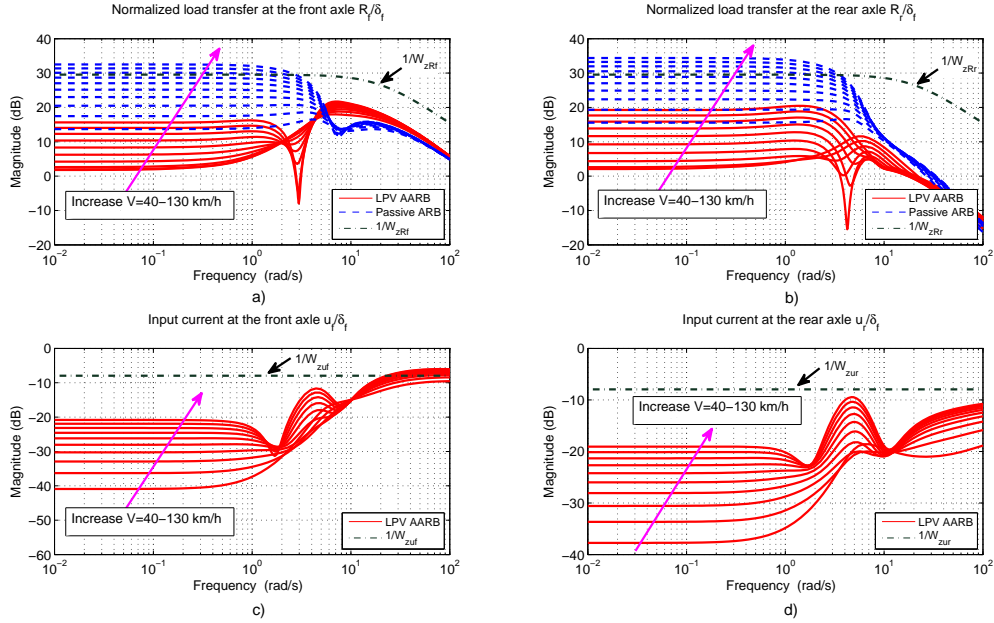 Normalized load transfer at the front axle R_f/δ_f
40
30
20
10
0
−10
−20
Magnitude (dB)
1/W_zRf
Increase V=40−130 km/h
LPV AARB
Passive ARB
1/W_zRf
10^−2
10^−1
10^0
10^1
10^2
Frequency (rad/s)
a)
Normalized load transfer at the rear axle R_r/δ_f
40
30
20
10
0
−10
−20
Magnitude (dB)
1/W_zRr
Increase V=40−130 km/h
LPV AARB
Passive ARB
1/W_zRr
10^−2
10^−1
10^0
10^1
10^2
Frequency (rad/s)
b)
Input current at the front axle u_f/δ_f
0
−10
−20
−30
−40
−50
−60
Magnitude (dB)
1/W_zuf
Increase V=40−130 km/h
LPV AARB
1/W_zuf
10^−2
10^−1
10^0
10^1
10^2
Frequency (rad/s)
c)
Input current at the rear axle u_r/δ_f
0
−10
−20
−30
−40
Magnitude (dB)
1/W_zur
Increase V=40−130 km/h
LPV AARB
1/W_zur
10^−2
10^−1
10^0
10^1
10^2
Frequency (rad/s)
d)